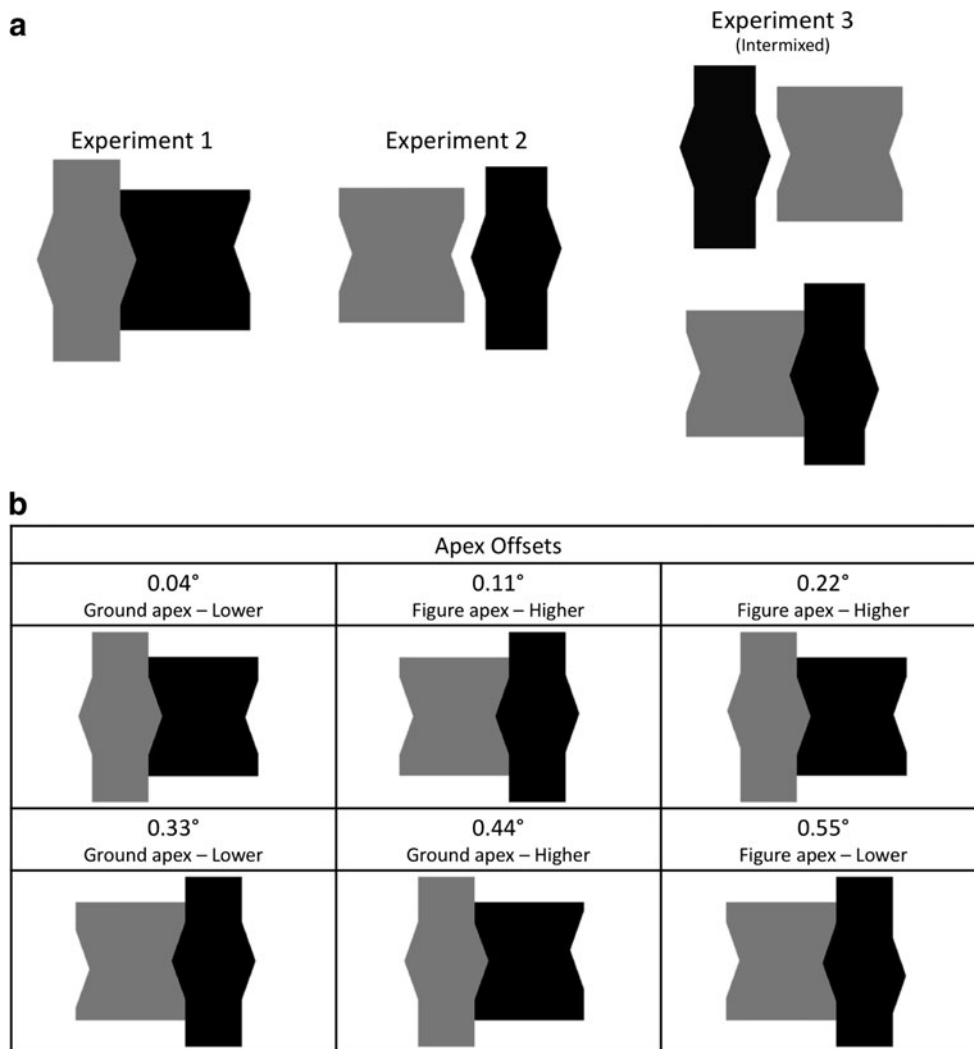 a
Experiment 1
Experiment 2
Experiment 3
(Intermixed)
b
Apex Offsets
0.04°
Ground apex – Lower
0.11°
Figure apex – Higher
0.22°
Figure apex – Higher
0.33°
Ground apex – Lower
0.44°
Ground apex – Higher
0.55°
Figure apex – Lower